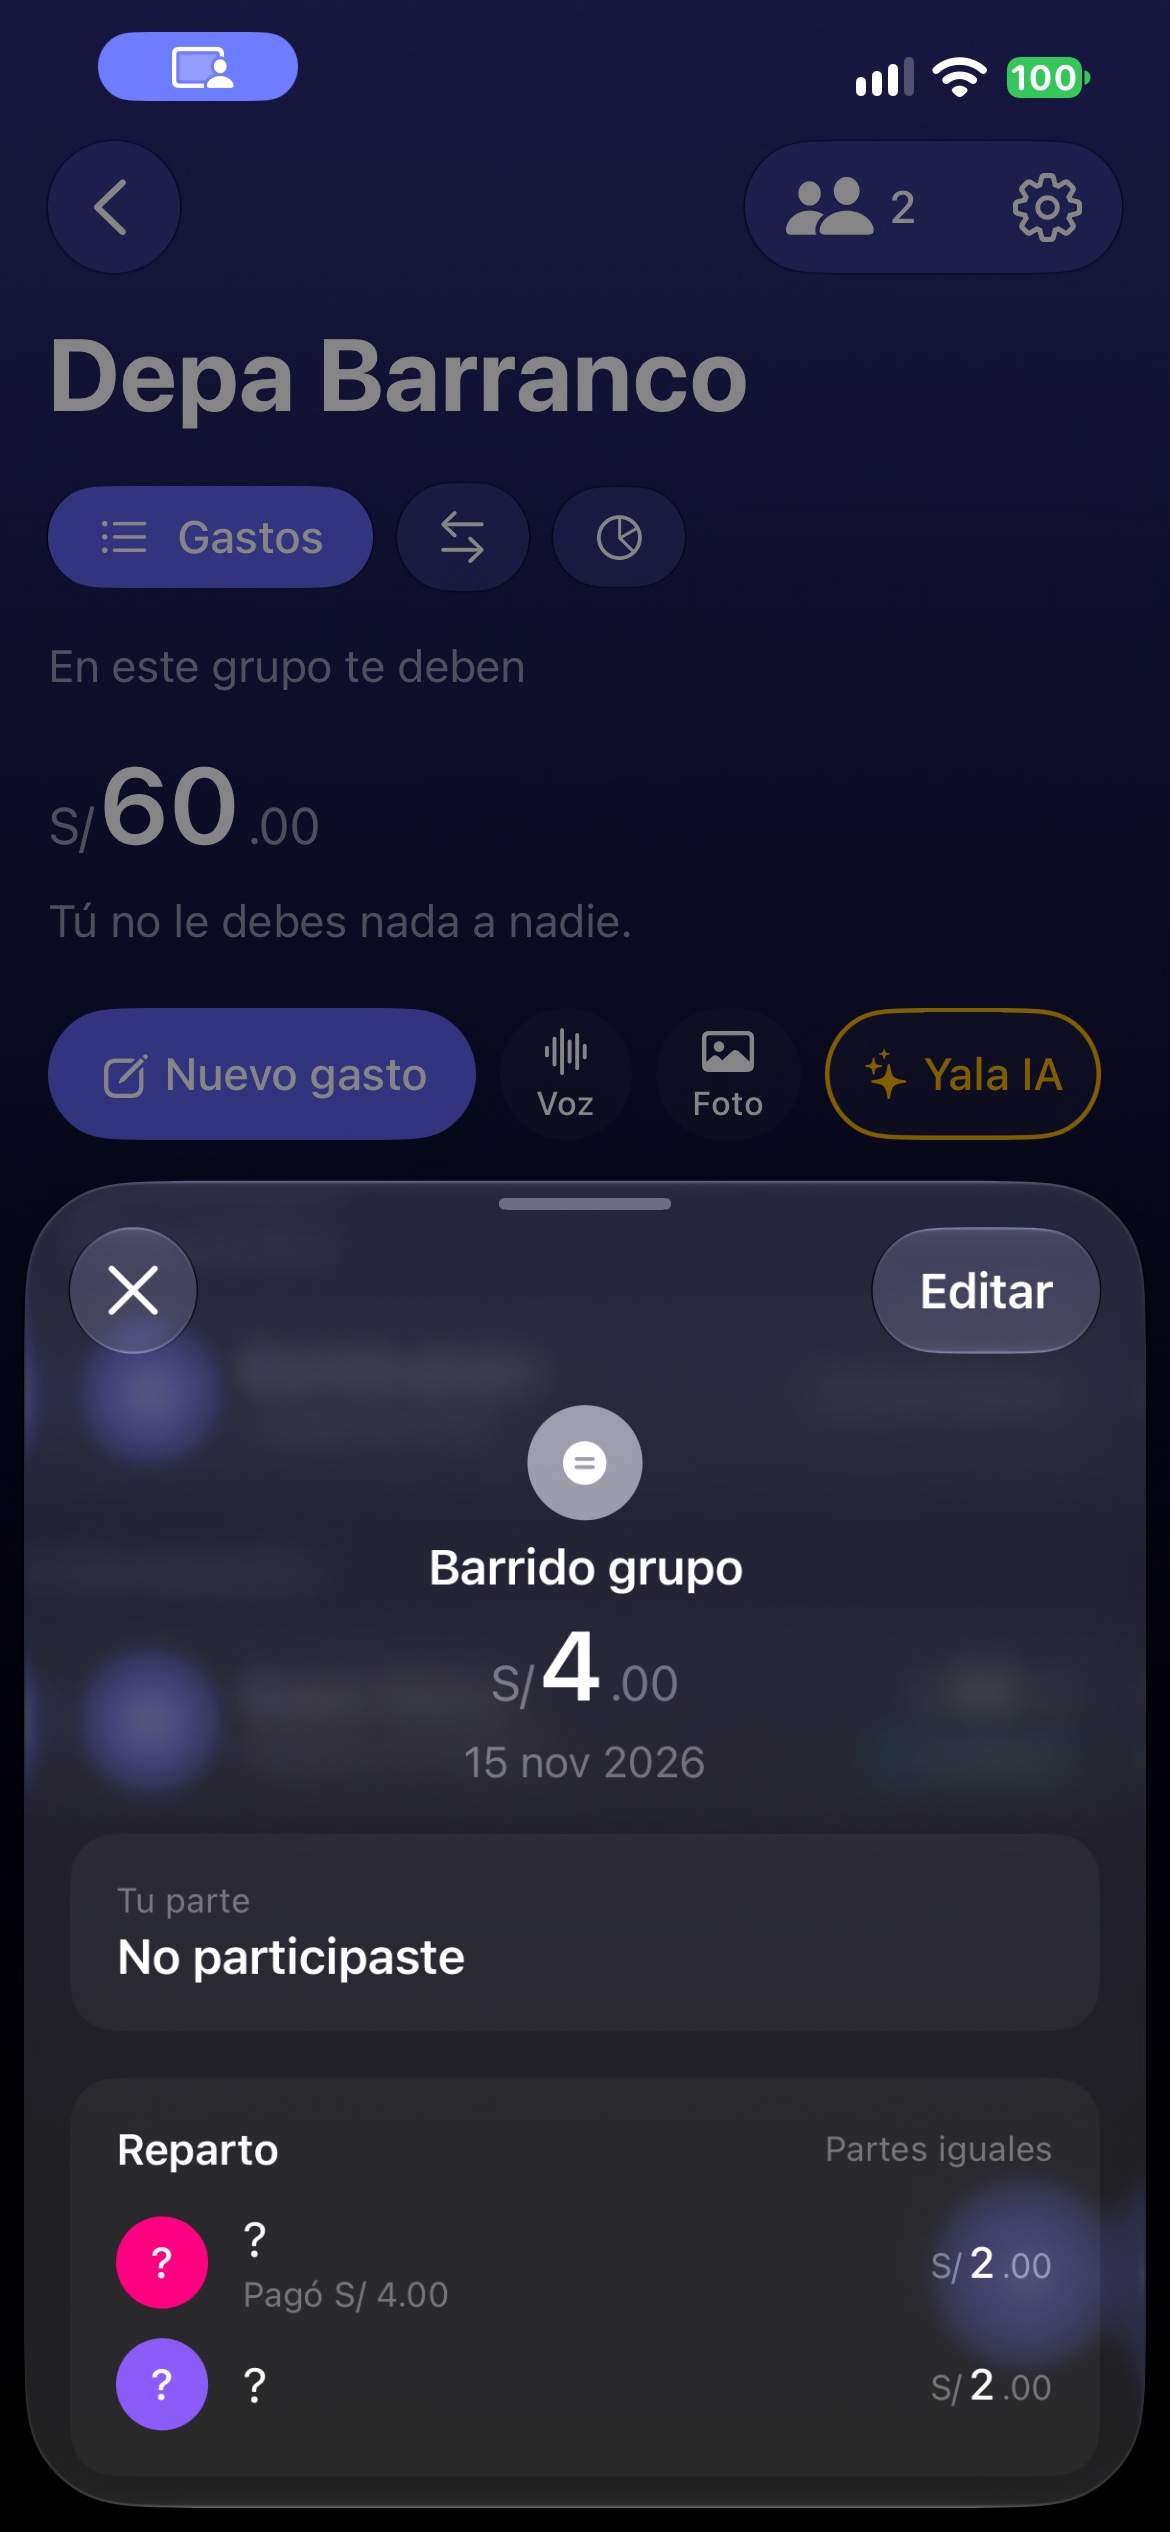 100
2
Depa Barranco
Gastos
En este grupo te deben
S/60.00
Tú no le debes nada a nadie.
Nuevo gasto
Voz
Foto
Yala IA
Editar
Barrido grupo
S/4.00
15 nov 2026
Tu parte
No participaste
Reparto
Partes iguales
?
?
Pagó S/ 4.00
S/2.00
?
?
S/2.00